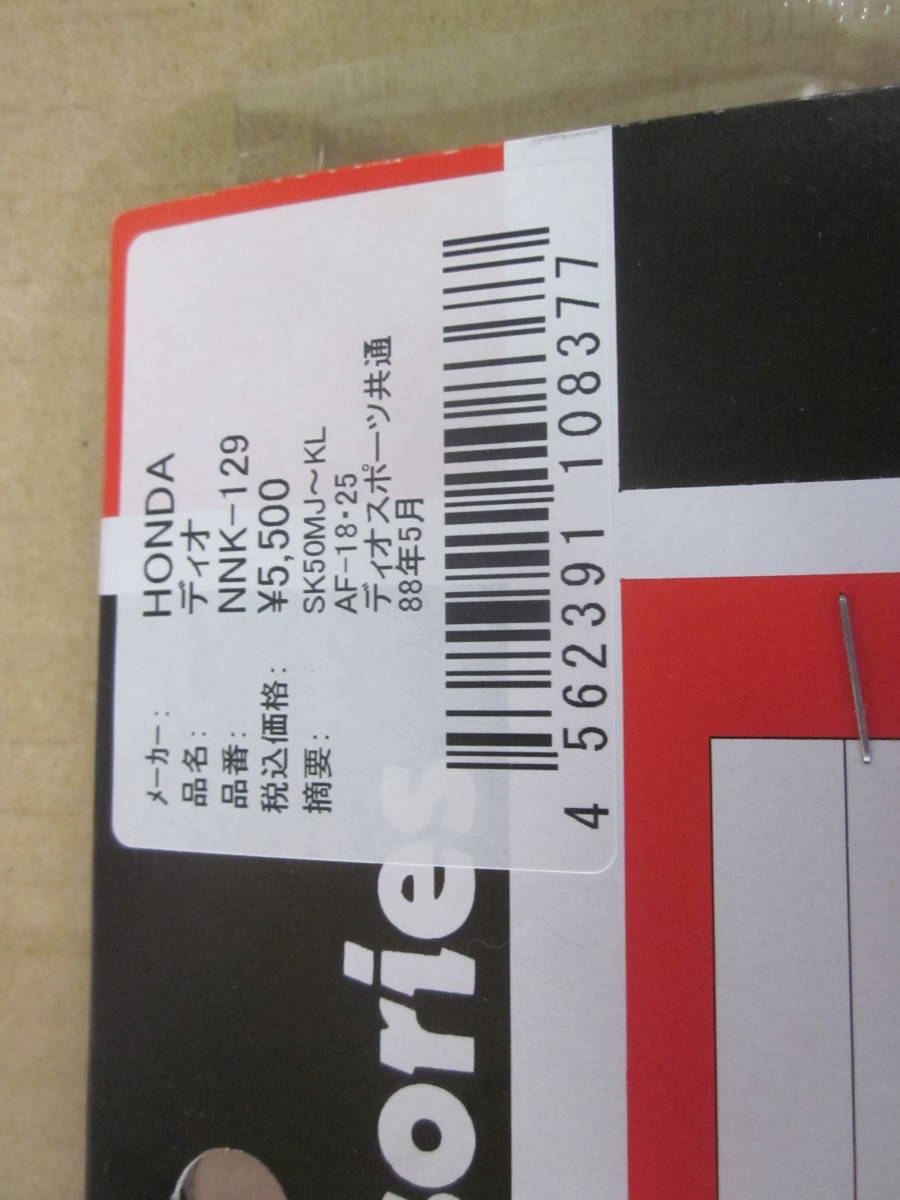 メーカー: HONDA
品名: ディオ
品番: NNK-129
税込価格: ¥5,500
摘要: SK50MJ～KL
AF-18・25
ディオスポーツ共通
88年5月
4 562391 108377
sories